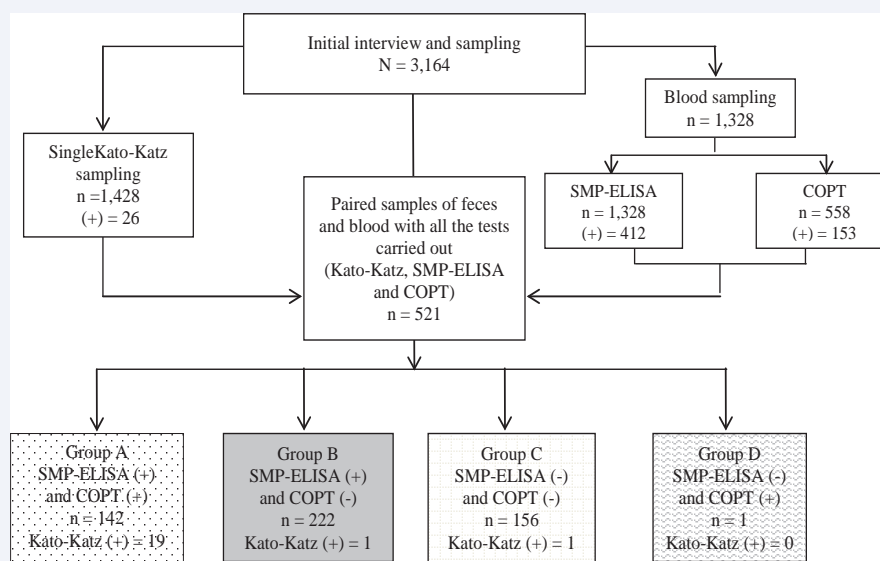 Initial interview and sampling
N = 3,164
Blood sampling
n = 1,328
SingleKato-Katz
sampling
n =1,428
(+) = 26
Paired samples of feces
and blood with all the tests
carried out
(Kato-Katz, SMP-ELISA
and COPT)
n = 521
SMP-ELISA
n = 1,328
(+) = 412
COPT
n = 558
(+) = 153
Group A
SMP-ELISA (+)
and COPT (+)
n = 142
Kato-Katz (+) = 19
Group B
SMP-ELISA (+)
and COPT (-)
n = 222
Kato-Katz (+) = 1
Group C
SMP-ELISA (-)
and COPT (-)
n = 156
Kato-Katz (+) = 1
Group D
SMP-ELISA (-)
and COPT (+)
n = 1
Kato-Katz (+) = 0